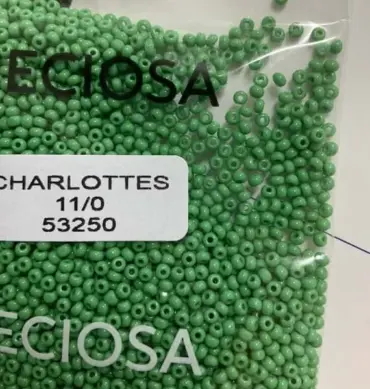 ECIOSA
CHARLOTTES
11/0
53250
ECIOSA